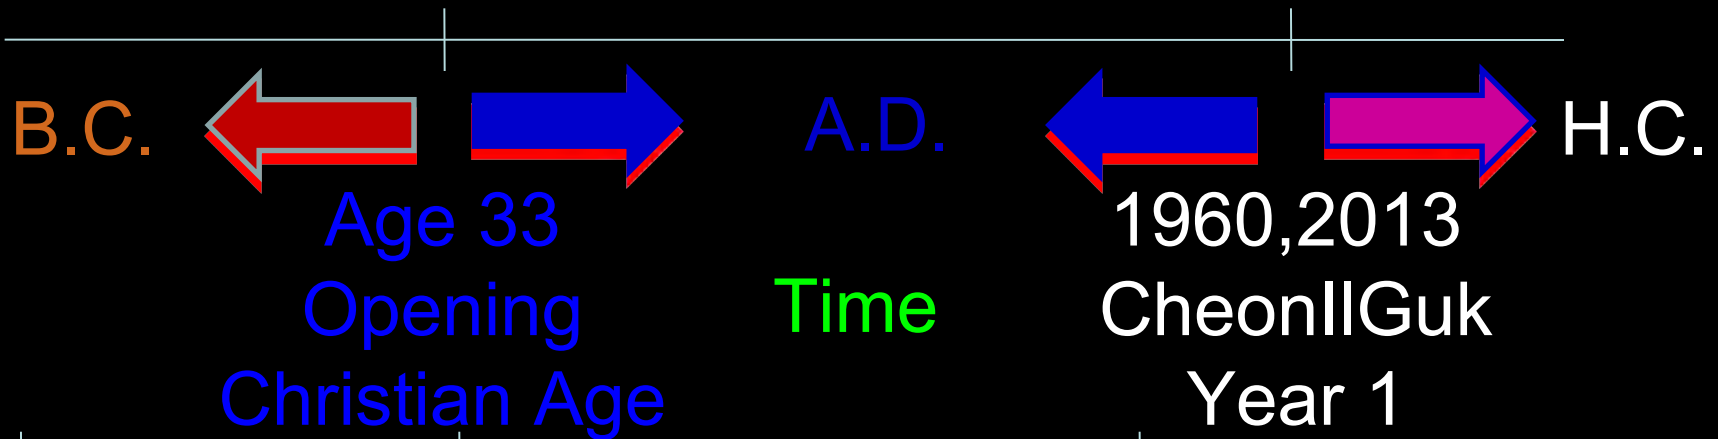 B.C. A.D. H.C.
Age 33 1960,2013
Opening Time CheonIlGuk
Christian Age Year 1